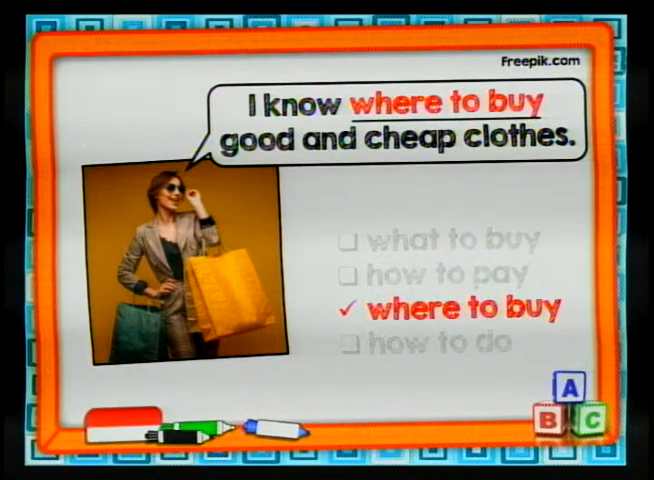 Freepik.com
I know where to buy
good and cheap clothes.
what to buy
how to pay
where to buy
how to do
A
B C